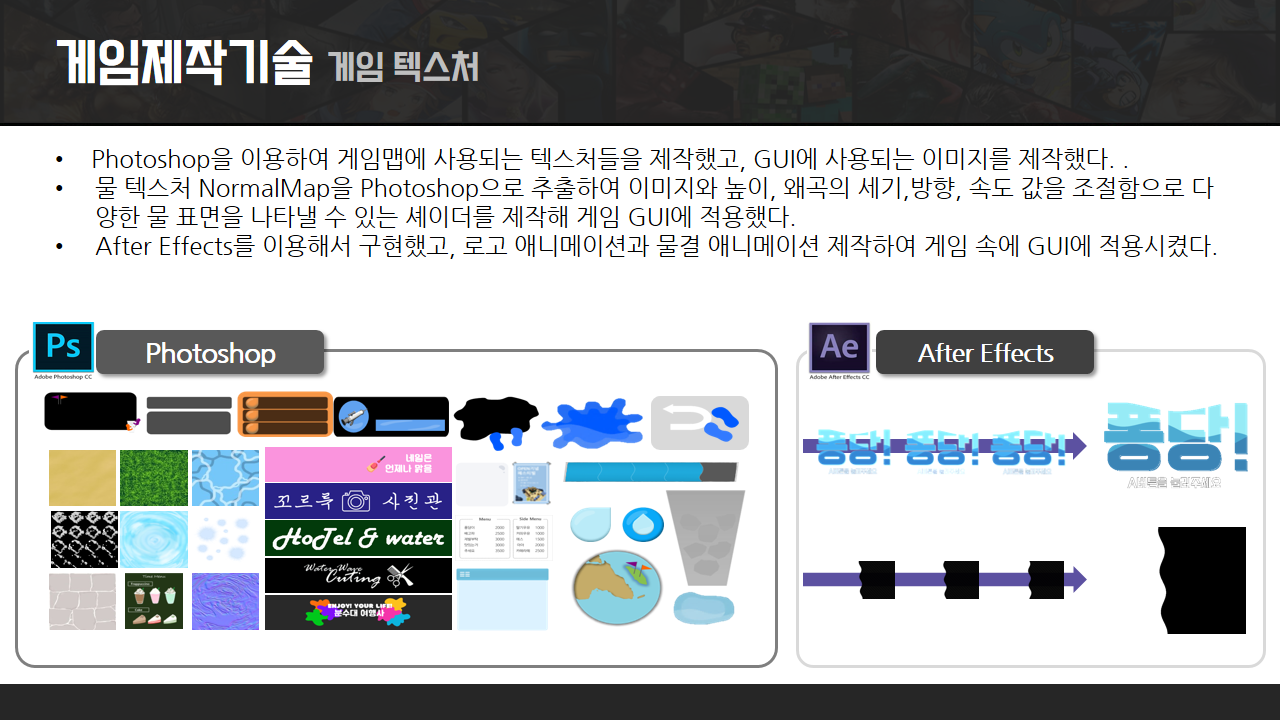 게임제작기술 게임 텍스처
• Photoshop을 이용하여 게임맵에 사용되는 텍스처들을 제작했고, GUI에 사용되는 이미지를 제작했다. .
• 물 텍스처 NormalMap을 Photoshop으로 추출하여 이미지와 높이, 왜곡의 세기,방향, 속도 값을 조절함으로 다
양한 물 표면을 나타낼 수 있는 셰이더를 제작해 게임 GUI에 적용했다.
• After Effects를 이용해서 구현했고, 로고 애니메이션과 물결 애니메이션 제작하여 게임 속에 GUI에 적용시켰다.
Ps
Adobe Photoshop CC
Photoshop
네일은
언제나 맑음
꼬르륵 사진관
HoTel & water
Water Wave
Cuting
ENJOY! YOUR LIFE!
분수대 여행사
Menu
Side Menu
Ae
Adobe After Effects CC
After Effects
퐁당!
퐁당!
퐁당!
퐁당!